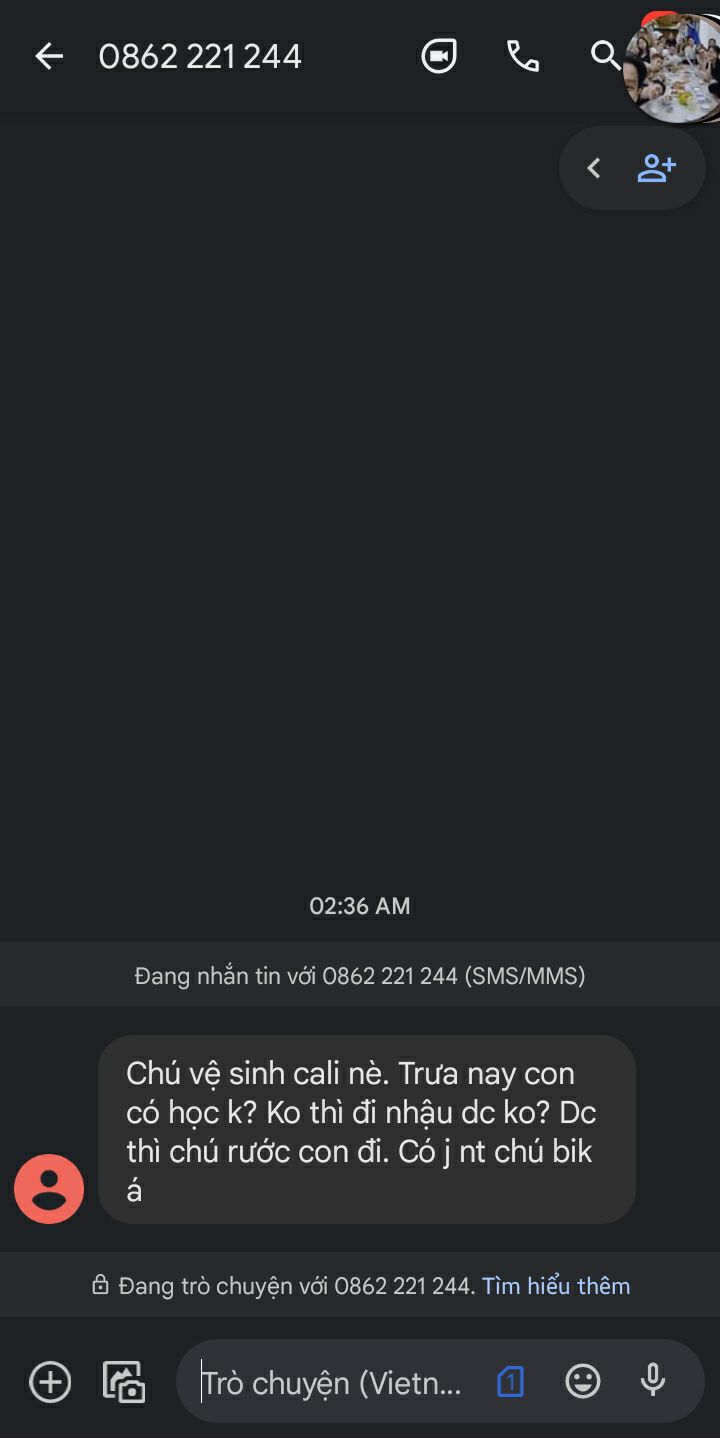 0862 221 244
02:36 AM
Đang nhắn tin với 0862 221 244 (SMS/MMS)
Chú vệ sinh cali nè. Trưa nay con
có học k? Ko thì đi nhậu dc ko? Dc
thì chú rước con đi. Có j nt chú bik
á
Đang trò chuyện với 0862 221 244. Tìm hiểu thêm
Trò chuyện (Vietn... 1